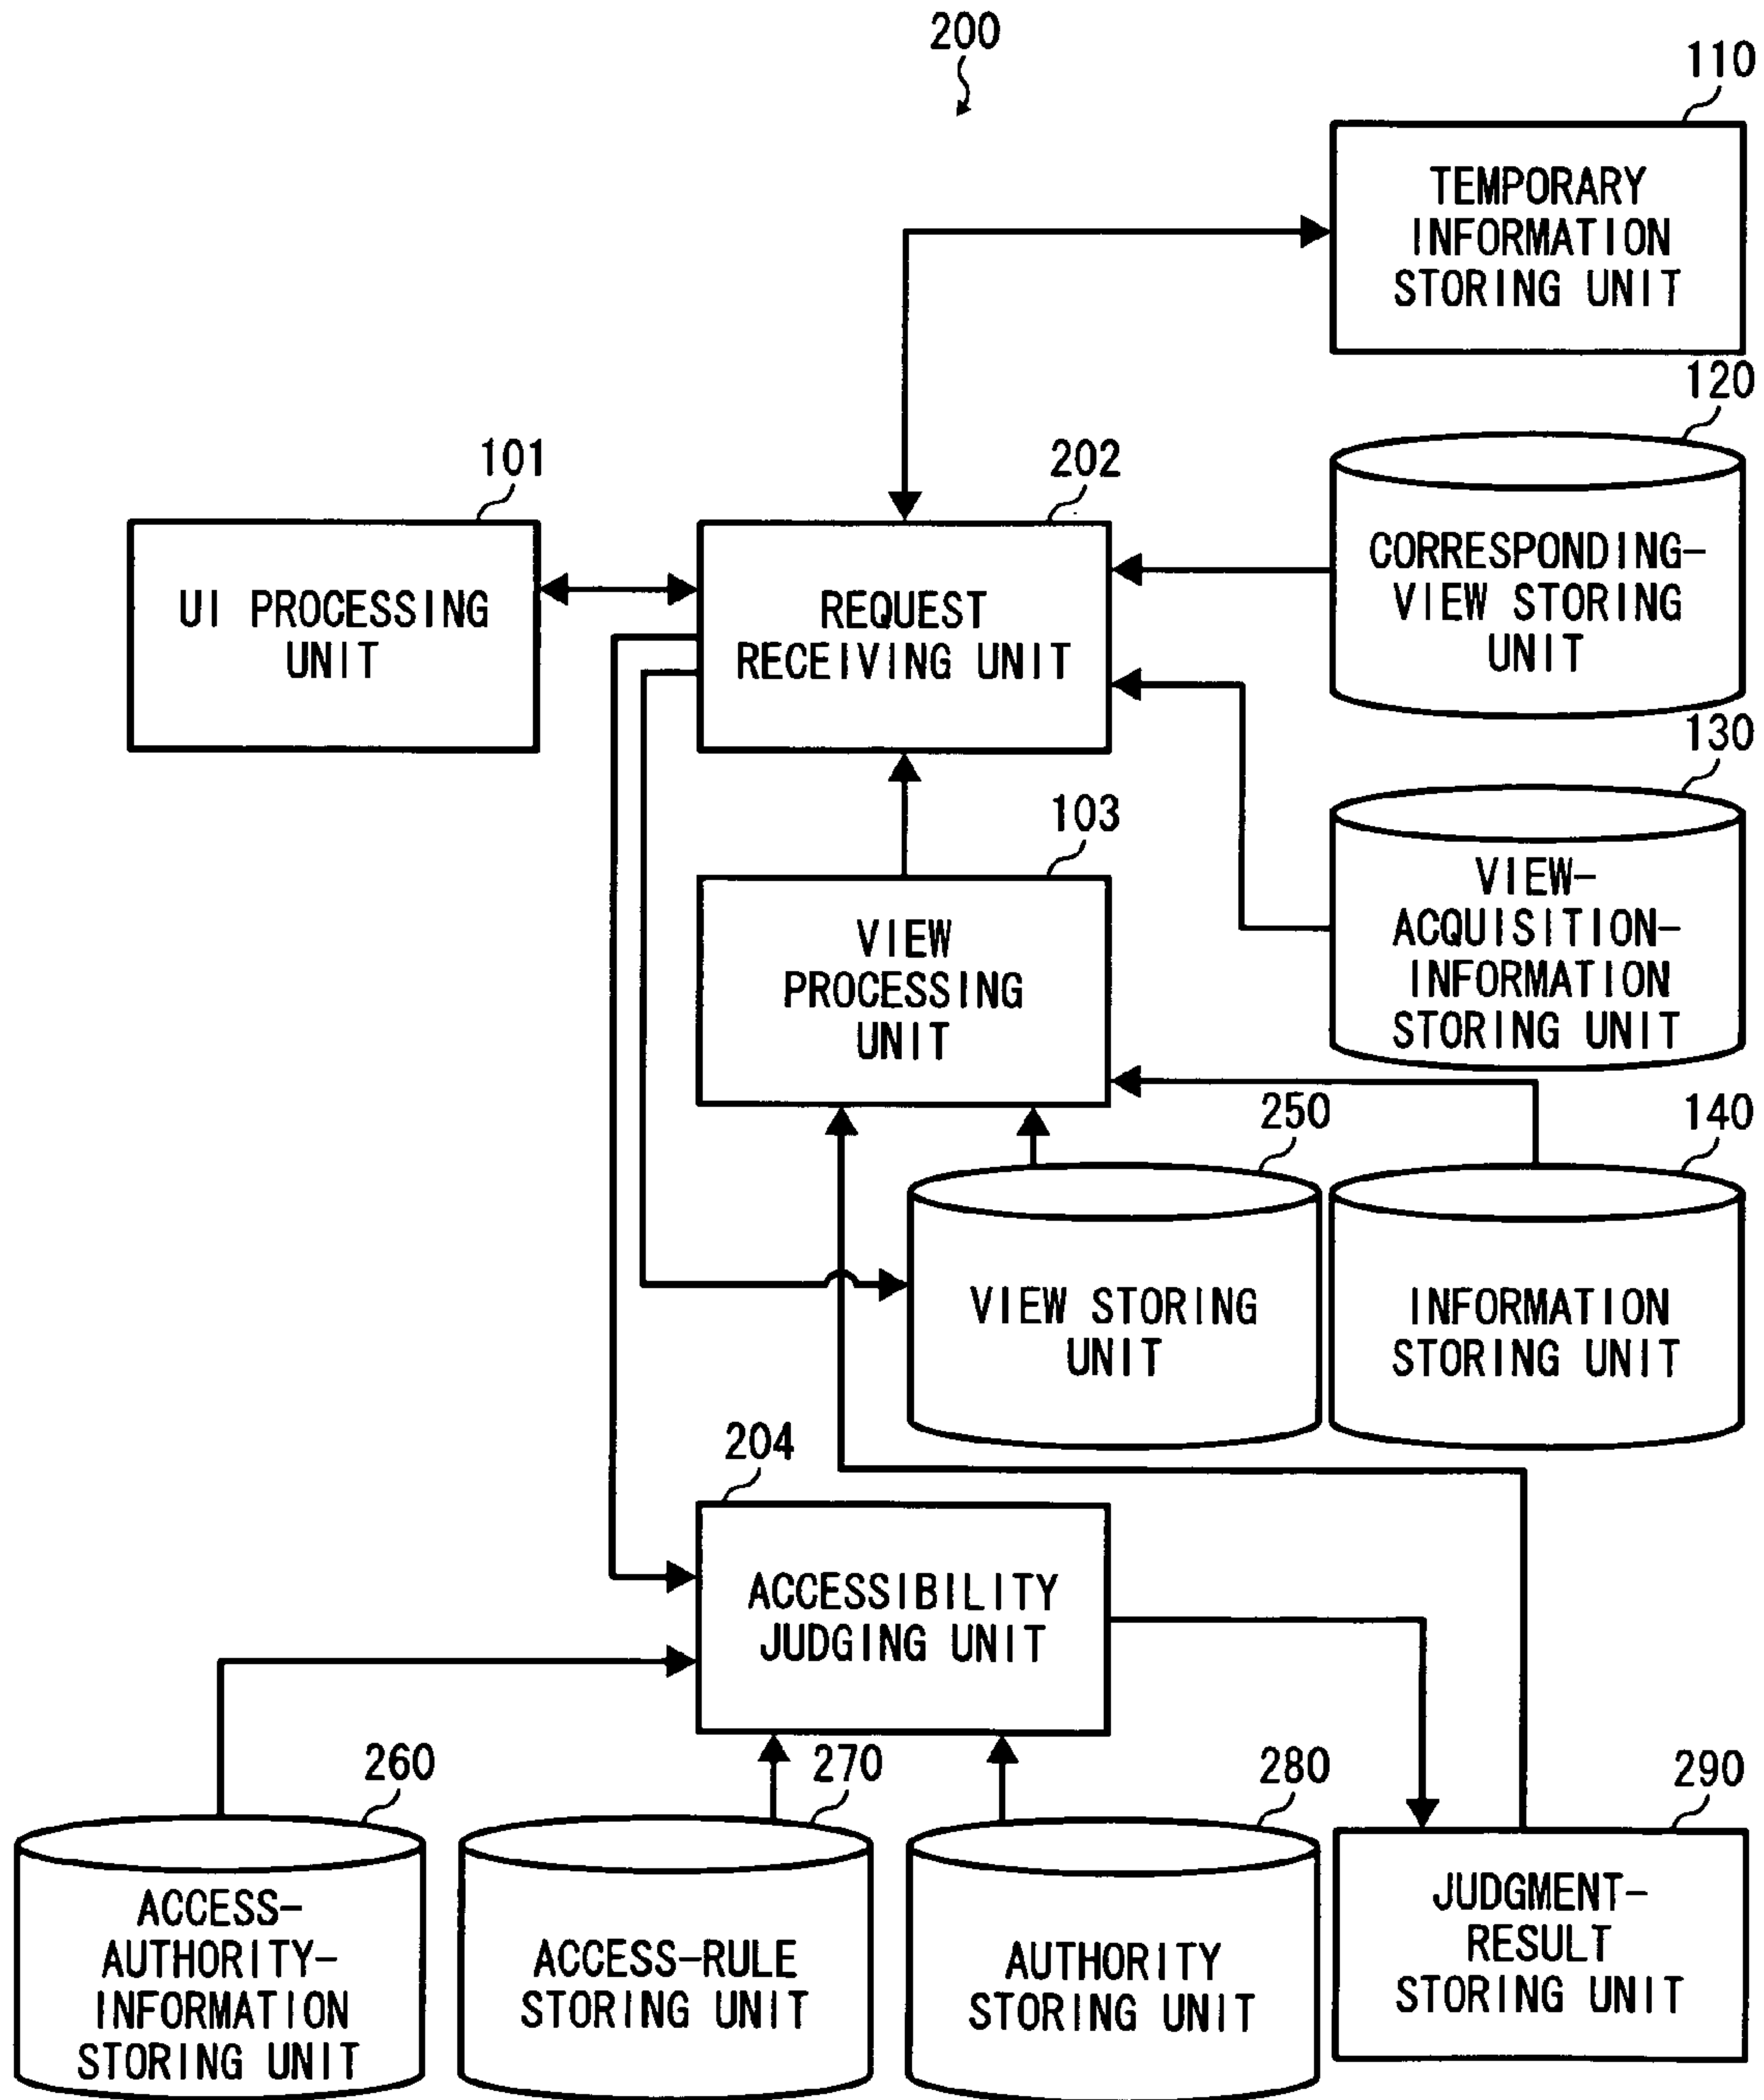 200
110
TEMPORARY
INFORMATION
STORING UNIT
120
CORRESPONDING-
VIEW STORING
UNIT
101
UI PROCESSING
UNIT
202
REQUEST
RECEIVING UNIT
130
VIEW-
ACQUISITION-
INFORMATION
STORING UNIT
103
VIEW
PROCESSING
UNIT
250
VIEW STORING
UNIT
140
INFORMATION
STORING UNIT
204
ACCESSIBILITY
JUDGING UNIT
260
ACCESS-
AUTHORITY-
INFORMATION
STORING UNIT
270
ACCESS-RULE
STORING UNIT
280
AUTHORITY
STORING UNIT
290
JUDGMENT-
RESULT
STORING UNIT